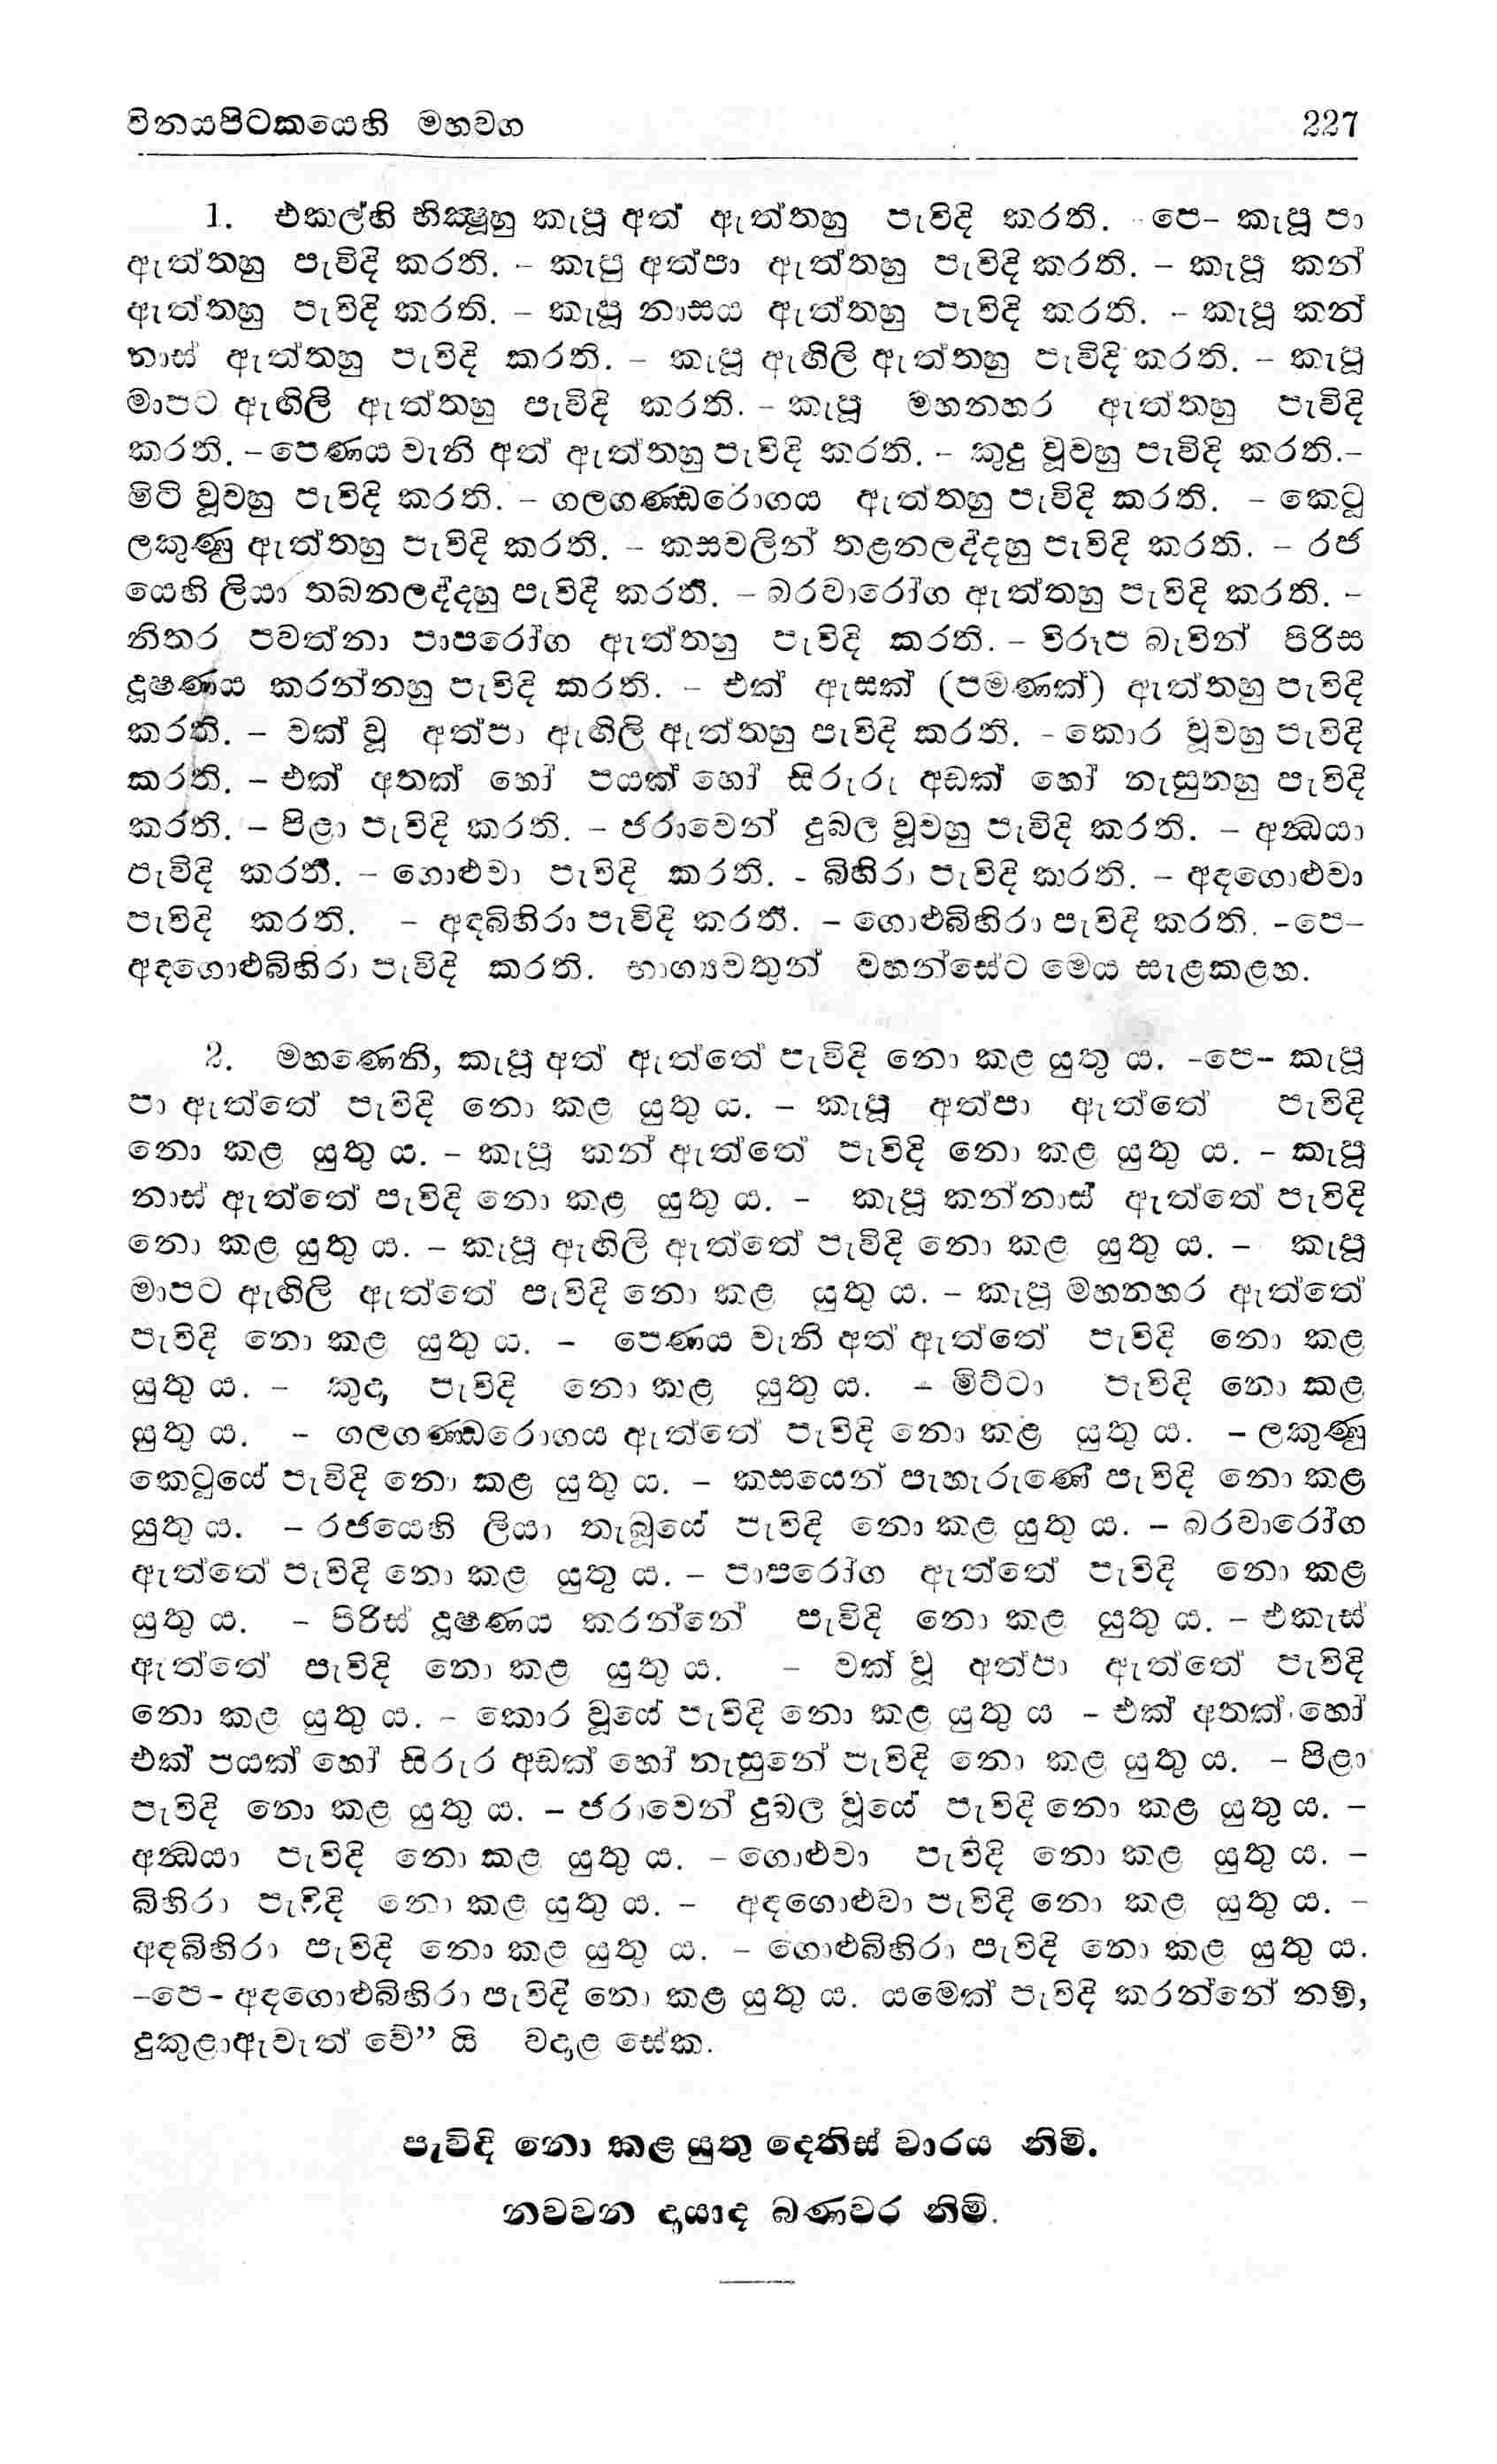 විනයපිටකයෙහි මහවග 227
1. එකල්හි භික්‍ෂූහු කැපූ අත් ඇත්තහු පැවිදි කරති. -පෙ- කැපූ පා
ඇත්තහු පැවිදි කරති. - කැපු අත්පා ඇත්තහු පැවිදි කරති. - කැපූ කන්
ඇත්තහු පැවිදි කරති. - කැපූ නාසය ඇත්තහු පැවිදි කරති. - කැපූ කන්
නාස් ඇත්තහු පැවිදි කරති. - කැපූ ඇඟිලි ඇත්තහු පැවිදි කරති. - කැපූ
මාපට ඇඟිලි ඇත්තහු පැවිදි කරති. - කැපූ මහනහර ඇත්තහු පැවිදි
කරති. - පෙණය වැනි අත් ඇත්තහු පැවිදි කරති. - කුදු වූවහු පැවිදි කරති.-
මිටි වූවහු පැවිදි කරති. - ගලගණ්ඩරොගය ඇත්තහු පැවිදි කරති. - කෙටූ
ලකුණු ඇත්තහු පැවිදි කරති. - කසවලින් තළනලද්දහු පැවිදි කරති. - රජ
යෙහි ලියා තබනලද්දහු පැවිදි කරති. - බරවාරෝග ඇත්තහු පැවිදි කරති. -
නිතර පවත්නා පාපරෝග ඇත්තහු පැවිදි කරති. - විරූප බැවින් පිරිස
දූෂණය කරන්නහු පැවිදි කරති. - එක් ඇසක් (පමණක්) ඇත්තහු පැවිදි
කරති. - වක් වූ අත්පා ඇඟිලි ඇත්තහු පැවිදි කරති. - කොර වූවහු පැවිදි
කරති. - එක් අතක් හෝ පයක් හෝ සිරුරු අඩක් හෝ නැසුනහු පැවිදි
කරති. - පිළා පැවිදි කරති. - ජරාවෙන් දුබල වූවහු පැවිදි කරති. - අන්‍ධයා
පැවිදි කරති. - ගොළුවා පැවිදි කරති. - බිහිරා පැවිදි කරති. - අඳගොළුවා
පැවිදි කරති. - අඳබිහිරා පැවිදි කරති. - ගොළුබිහිරා පැවිදි කරති. -පෙ-
අඳගොළුබිහිරා පැවිදි කරති. භාග්‍යවතුන් වහන්සේට මෙය සැළකළහ.
2. මහණෙනි, කැපූ අත් ඇත්තේ පැවිදි නො කළ යුතු ය. -පෙ- කැපූ
පා ඇත්තේ පැවිදි නො කළ යුතු ය. - කැපූ අත්පා ඇත්තේ පැවිදි
නො කළ යුතු ය. - කැපූ කන් ඇත්තේ පැවිදි නො කළ යුතු ය. - කැපූ
නාස් ඇත්තේ පැවිදි නො කළ යුතු ය. - කැපූ කන්නාස් ඇත්තේ පැවිදි
නො කළ යුතු ය. - කැපූ ඇඟිලි ඇත්තේ පැවිදි නො කළ යුතු ය. - කැපූ
මාපට ඇඟිලි ඇත්තේ පැවිදි නො කළ යුතු ය. - කැපූ මහනහර ඇත්තේ
පැවිදි නො කළ යුතු ය. - පෙණය වැනි අත් ඇත්තේ පැවිදි නො කළ
යුතු ය. - කුදා පැවිදි නො කළ යුතු ය. - මිට්ටා පැවිදි නො කළ
යුතු ය. - ගලගණ්ඩරොගය ඇත්තේ පැවිදි නො කළ යුතු ය. - ලකුණු
කෙටූයේ පැවිදි නො කළ යුතු ය. - කසයෙන් පැහැරුණේ පැවිදි නො කළ
යුතු ය. - රජයෙහි ලියා තැබූයේ පැවිදි නො කළ යුතු ය. - බරවාරෝග
ඇත්තේ පැවිදි නො කළ යුතු ය. - පාපරෝග ඇත්තේ පැවිදි නො කළ
යුතු ය. - පිරිස් දූෂණය කරන්නේ පැවිදි නො කළ යුතු ය. - එකැස්
ඇත්තේ පැවිදි නො කළ යුතු ය. - වක් වූ අත්පා ඇත්තේ පැවිදි
නො කළ යුතු ය. - කොර වූයේ පැවිදි නො කළ යුතු ය - එක් අතක් හෝ
එක් පයක් හෝ සිරුර අඩක් හෝ නැසුනේ පැවිදි නො කළ යුතු ය. - පිළා
පැවිදි නො කළ යුතු ය. - ජරාවෙන් දුබල වූයේ පැවිදි නො කළ යුතු ය. -
අන්‍ධයා පැවිදි නො කළ යුතු ය. - ගොළුවා පැවිදි නො කළ යුතු ය. -
බිහිරා පැවිදි නො කළ යුතු ය. - අඳගොළුවා පැවිදි නො කළ යුතු ය. -
අඳබිහිරා පැවිදි නො කළ යුතු ය. - ගොළුබිහිරා පැවිදි නො කළ යුතු ය.
-පෙ- අඳගොළුබිහිරා පැවිදි නො කළ යුතු ය. යමෙක් පැවිදි කරන්නේ නම්,
දුකුළාඇවැත් වේ” යි වදාළ සේක.
පැවිදි නො කළ යුතු දෙතිස් වාරය නිමි.
නවවන දායාද බණවර නිමි.